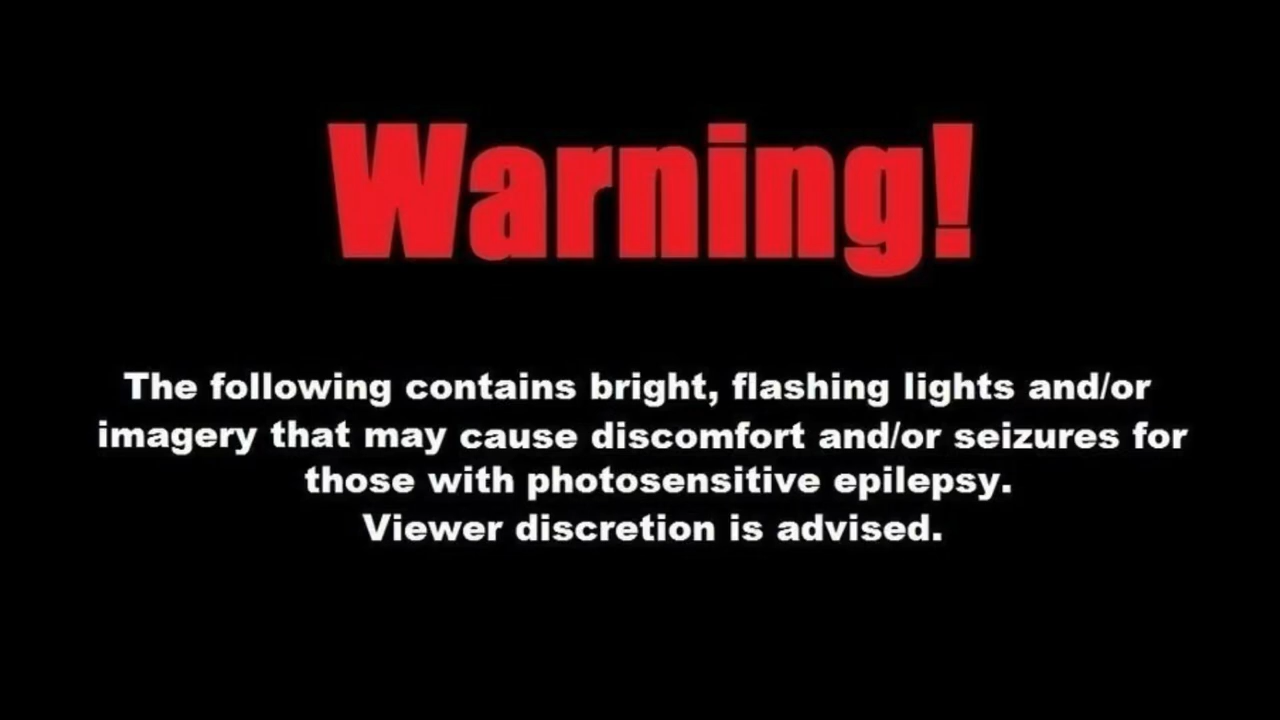 Warning!
The following contains bright, flashing lights and/or
imagery that may cause discomfort and/or seizures for
those with photosensitive epilepsy.
Viewer discretion is advised.